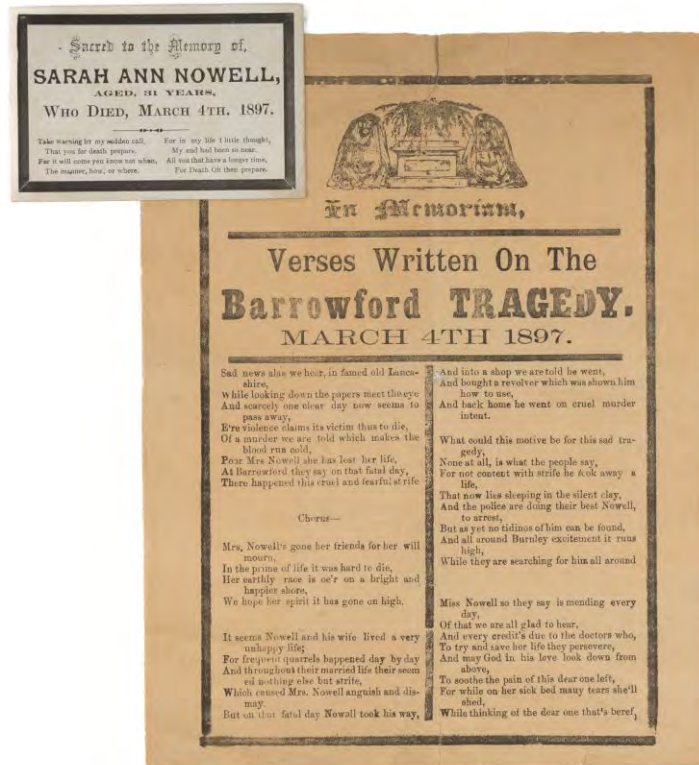 Sacred to the Memory of,
SARAH ANN NOWELL,
AGED, 31 YEARS,
WHO DIED, MARCH 4TH. 1897.
Take warning by my sudden call,
That you for death prepare.
For it will come you know not when,
The manner, how, or where.
For in my life I little thought,
My end had been so near.
All you that have a longer time,
For Death Oh then prepare.
In Memoriam,
Verses Written On The
Barrowford TRAGEDY.
MARCH 4TH 1897.
Sad news alas we hear, in famed old Lanca-
shire,
While looking down the papers meet the eye
And scarcely one clear day now seems to
pass away,
E're violence claims its victim thus to die,
Of a murder we are told which makes the
blood run cold,
Poor Mrs Nowell she has lost her life,
At Barrowford they say on that fatal day,
There happened this cruel and fearful strife
Chorus—
Mrs, Nowell's gone her friends for her will
mourn,
In the prime of life it was hard to die,
Her earthly race is oe'r on a bright and
happier shore,
We hope her spirit it has gone on high.
It seems Nowell and his wife lived a very
unhappy life;
For frequent quarrels happened day by day
And throughout their married life their seem
ed nothing else but strife,
Which caused Mrs. Nowell anguish and dis-
may.
But on that fatal day Nowell took his way,
And into a shop we are told he went,
And bought a revolver which was shown him
how to use,
And back home he went on cruel murder
intent.
What could this motive be for this sad tra-
gedy,
None at all, is what the people say,
For not content with strife he took away a
life,
That now lies sleeping in the silent clay,
And the police are doing their best Nowell,
to arrest,
But as yet no tidings of him can be found,
And all around Burnley excitement it runs
high,
While they are searching for him all around
Miss Nowell so they say is mending every
day,
Of that we are all glad to hear,
And every credit's due to the doctors who,
To try and save her life they persevere,
And may God in his love look down from
above,
To soothe the pain of this dear one left,
For while on her sick bed many tears she'll
shed,
While thinking of the dear one that's beref,